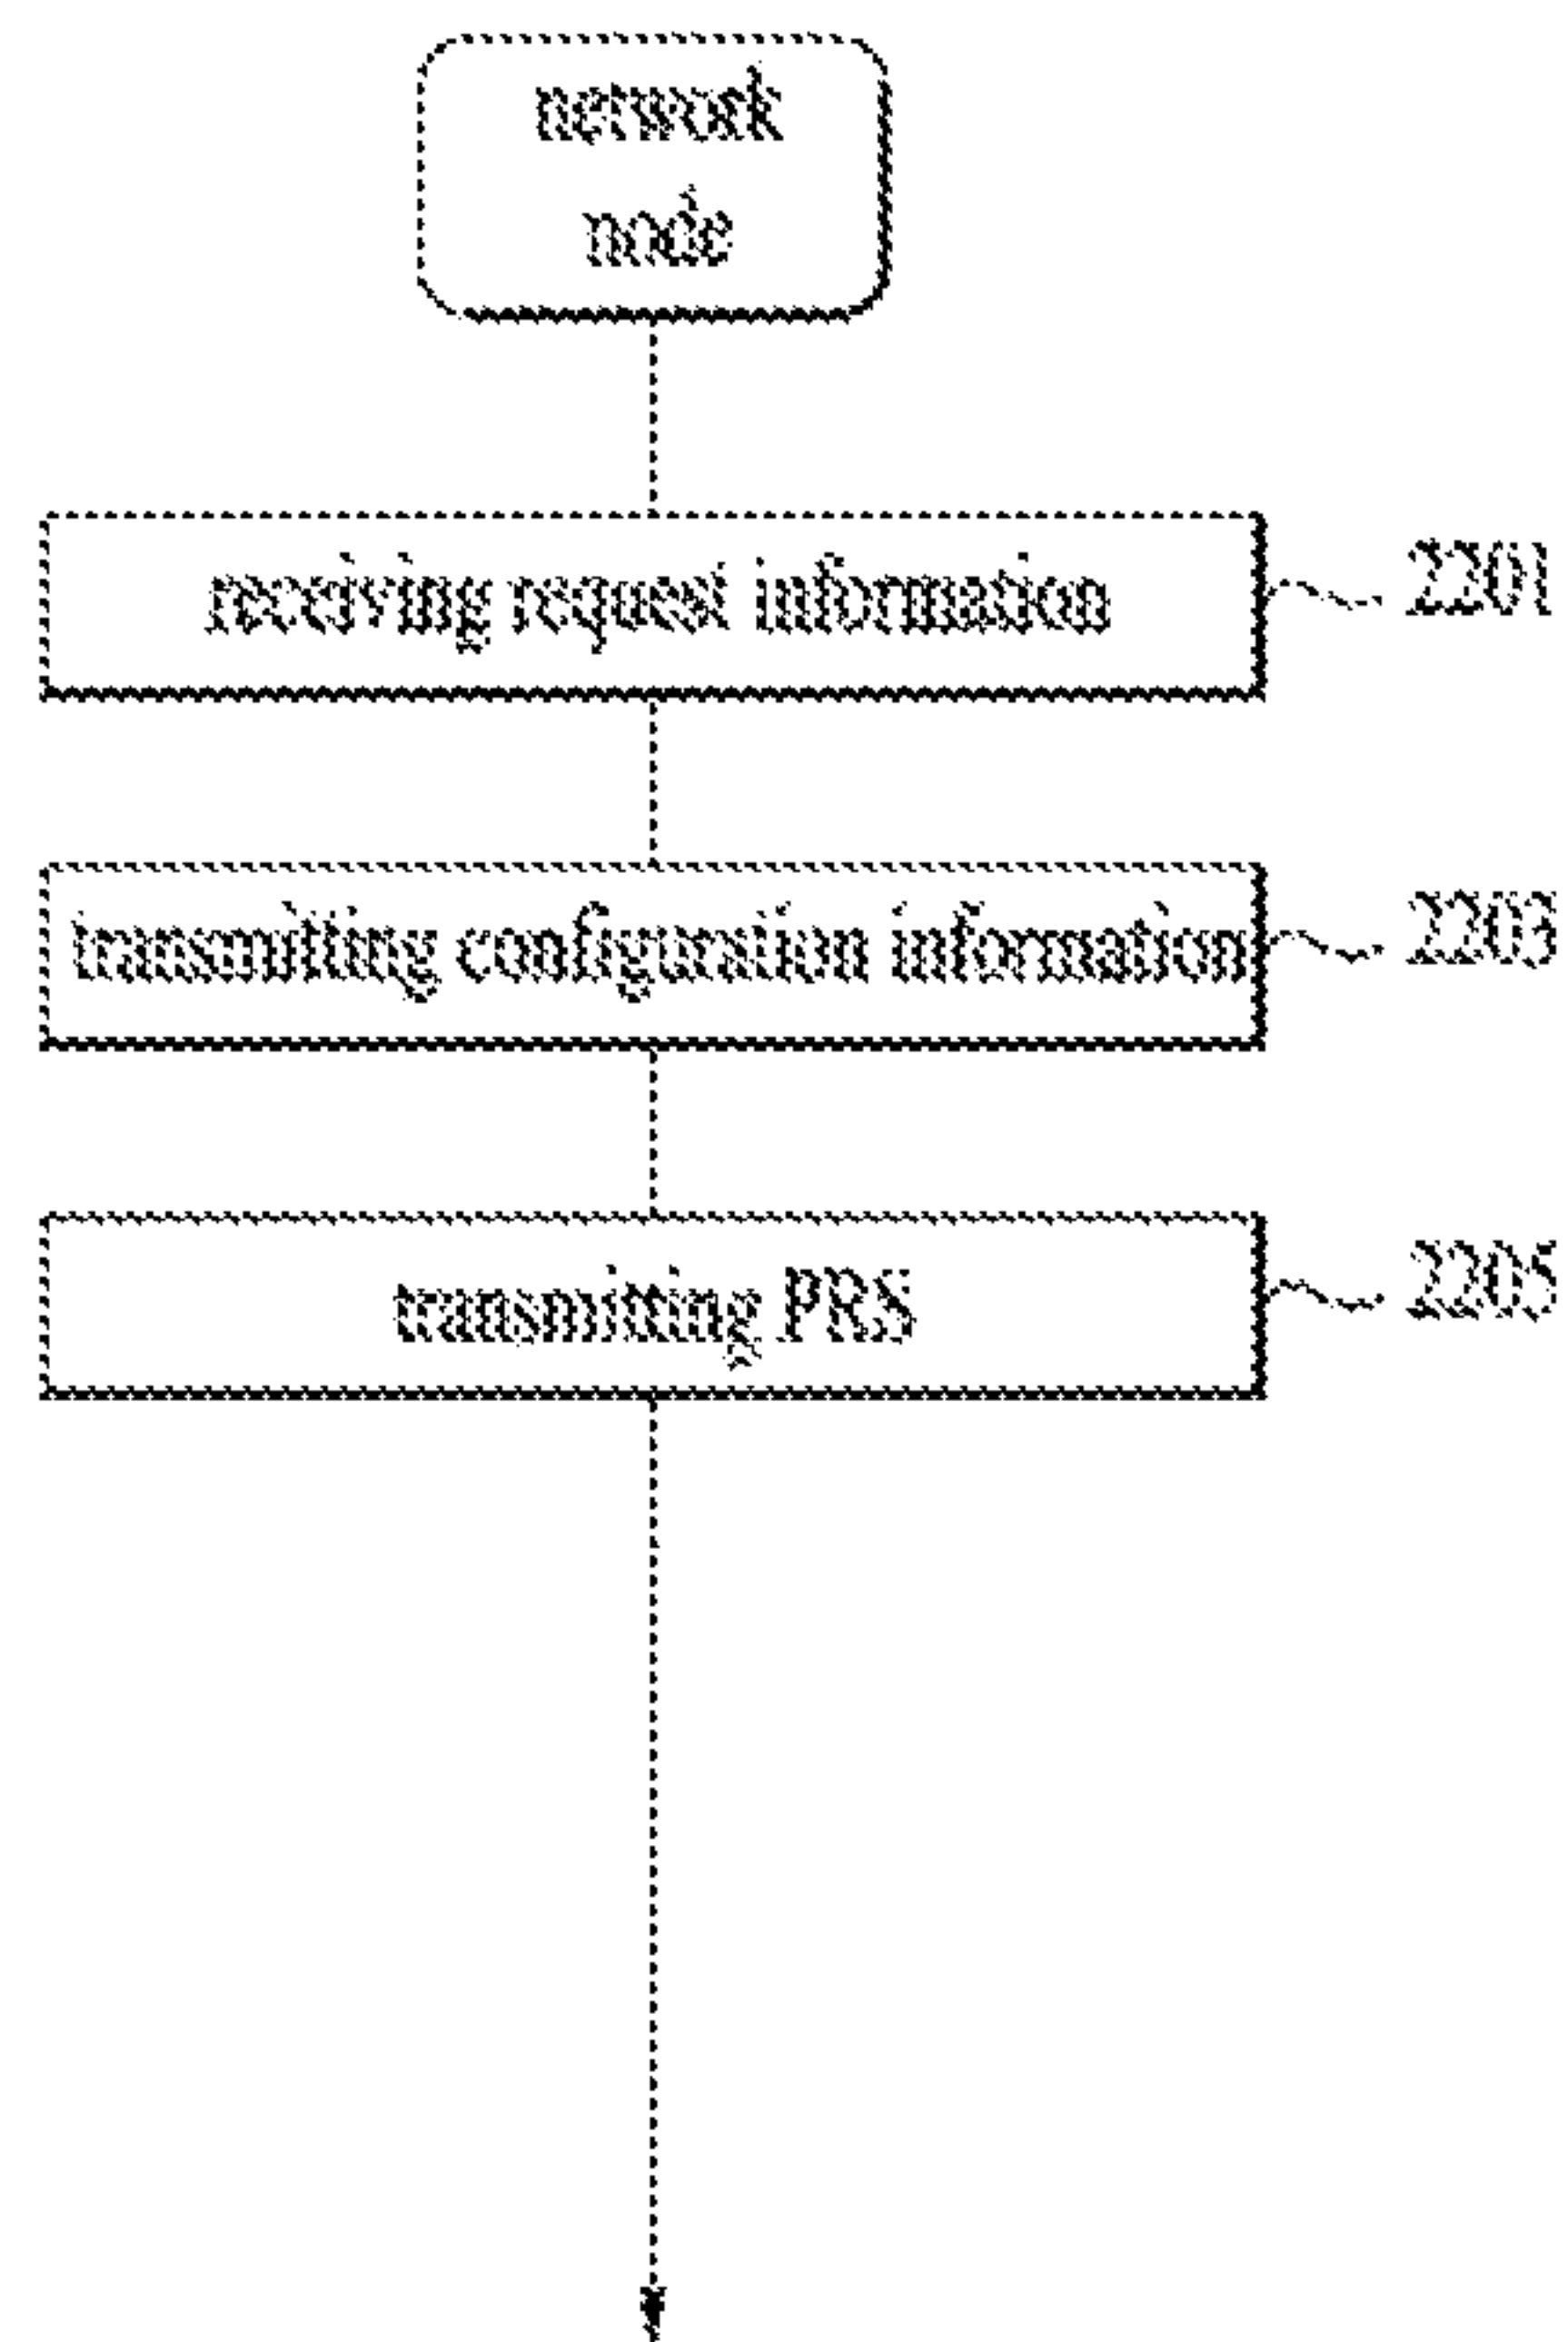 network
node
receiving request information 2201
transmitting configuration information 2203
transmitting PRS 2205